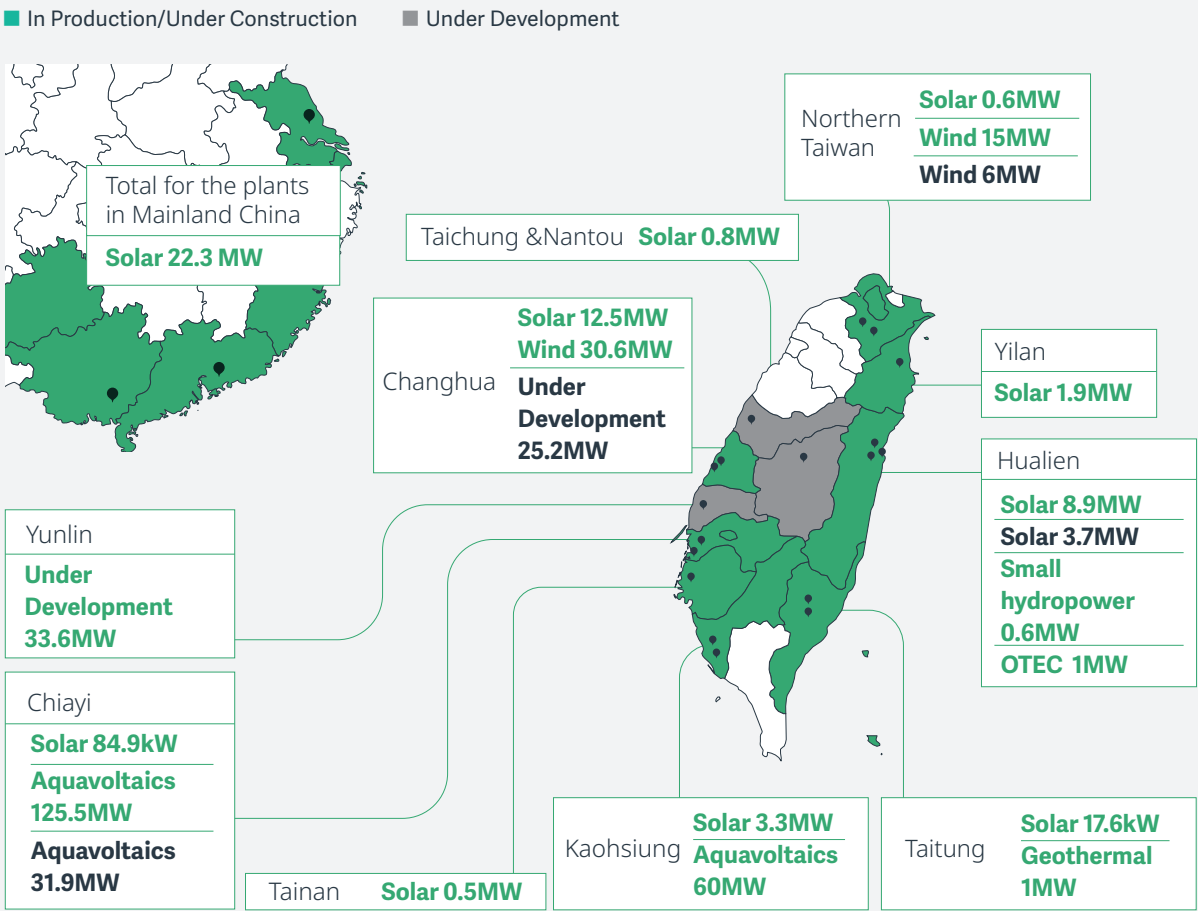 In Production/Under Construction
Under Development
Total for the plants
in Mainland China
Solar 22.3 MW
Northern
Taiwan
Solar 0.6MW
Wind 15MW
Wind 6MW
Taichung &Nantou Solar 0.8MW
Changhua
Solar 12.5MW
Wind 30.6MW
Under
Development
25.2MW
Yilan
Solar 1.9MW
Hualien
Solar 8.9MW
Solar 3.7MW
Small
hydropower
0.6MW
OTEC 1MW
Yunlin
Under
Development
33.6MW
Chiayi
Solar 84.9kW
Aquavoltaics
125.5MW
Aquavoltaics
31.9MW
Tainan Solar 0.5MW
Kaohsiung
Solar 3.3MW
Aquavoltaics
60MW
Taitung
Solar 17.6kW
Geothermal
1MW